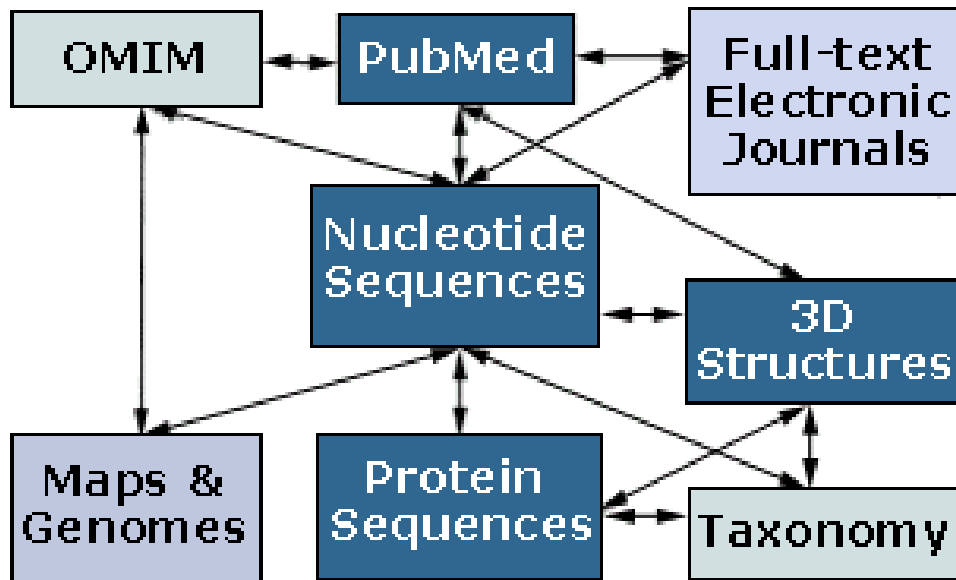 OMIM
PubMed
Full-text
Electronic
Journals
Nucleotide
Sequences
3D
Structures
Maps &
Genomes
Protein
Sequences
Taxonomy